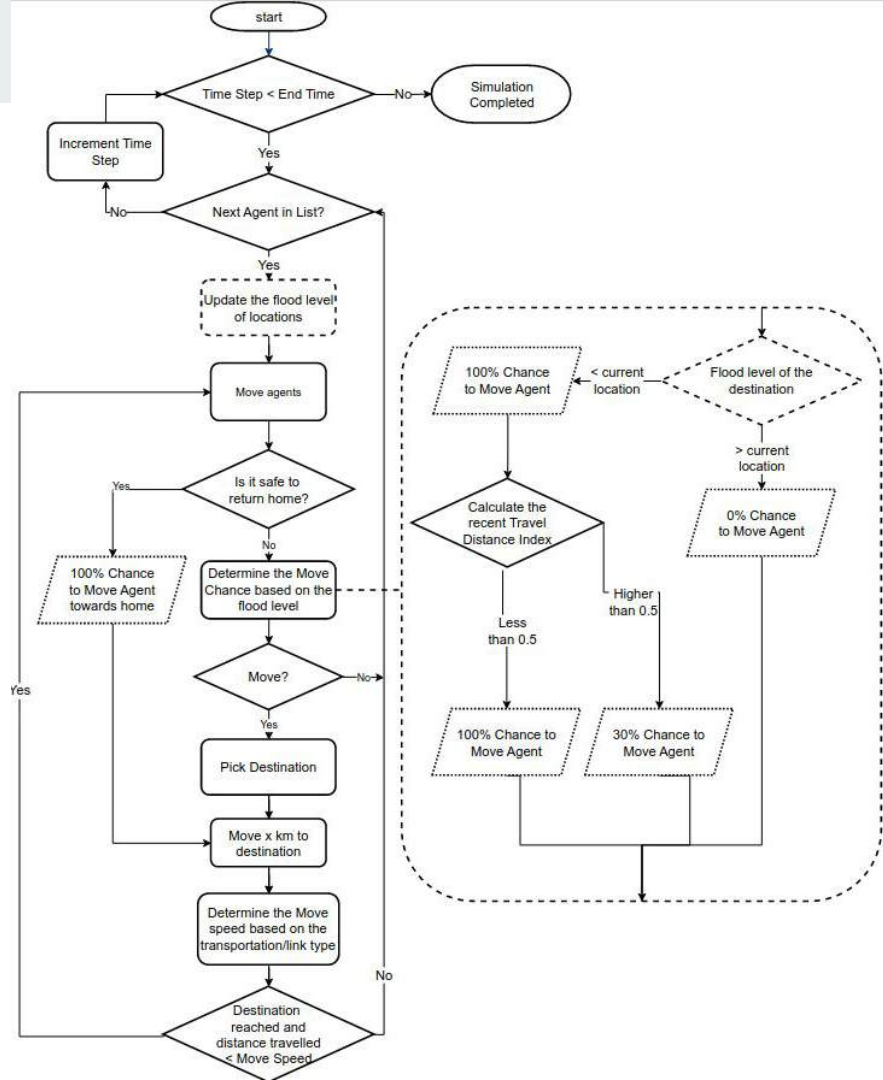 start
Time Step < End Time
No
Simulation
Completed
Increment Time
Step
Yes
No
Next Agent in List?
Yes
Update the flood level
of locations
Move agents
Is it safe to
return home?
Yes
No
100% Chance
to Move Agent
towards home
Determine the Move
Chance based on the
flood level
Move?
No
Yes
Yes
Pick Destination
Move x km to
destination
Determine the Move
speed based on the
transportation/link type
No
Destination
reached and
distance travelled
< Move Speed
Flood level of the
destination
< current
location
100% Chance
to Move Agent
> current
location
0% Chance
to Move Agent
Calculate the
recent Travel
Distance Index
Less
than 0.5
Higher
than 0.5
100% Chance to
Move Agent
30% Chance to
Move Agent